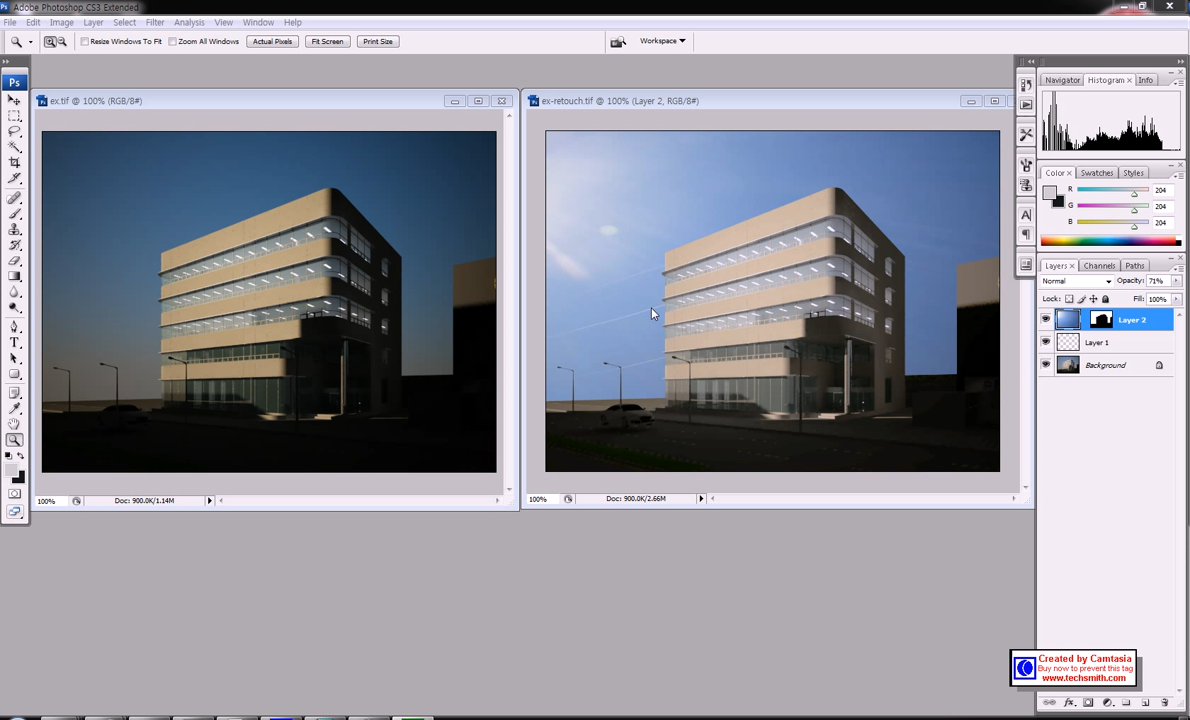 Ps Adobe Photoshop CS3 Extended
File Edit Image Layer Select Filter Analysis View Window Help
Resize Windows To Fit Zoom All Windows Actual Pixels Fit Screen Print Size Workspace
Ps
Ps ex.tif @ 100% (RGB/8#)
Ps ex-retouch.tif @ 100% (Layer 2, RGB/8#)
Navigator Histogram x Info
Color x Swatches Styles
R 204
G 204
B 204
Layers x Channels Paths
Normal Opacity: 71%
Lock: Fill: 100%
Layer 2
Layer 1
Background
100% Doc: 900.0K/1.14M
100% Doc: 900.0K/2.66M
Created by Camtasia
Buy now to prevent this tag
www.techsmith.com